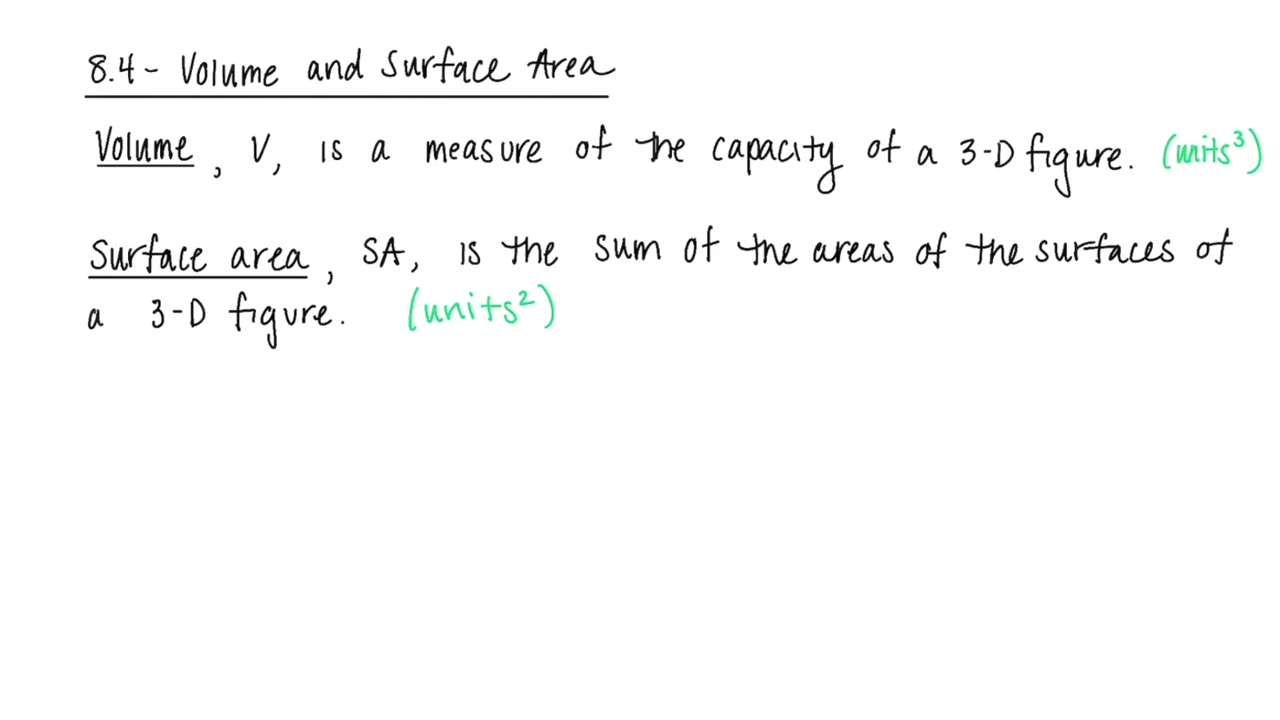 8.4 - Volume and Surface Area
Volume, V, is a measure of the capacity of a 3-D figure. (units³)
Surface area, SA, is the sum of the areas of the surfaces of
a 3-D figure. (units²)